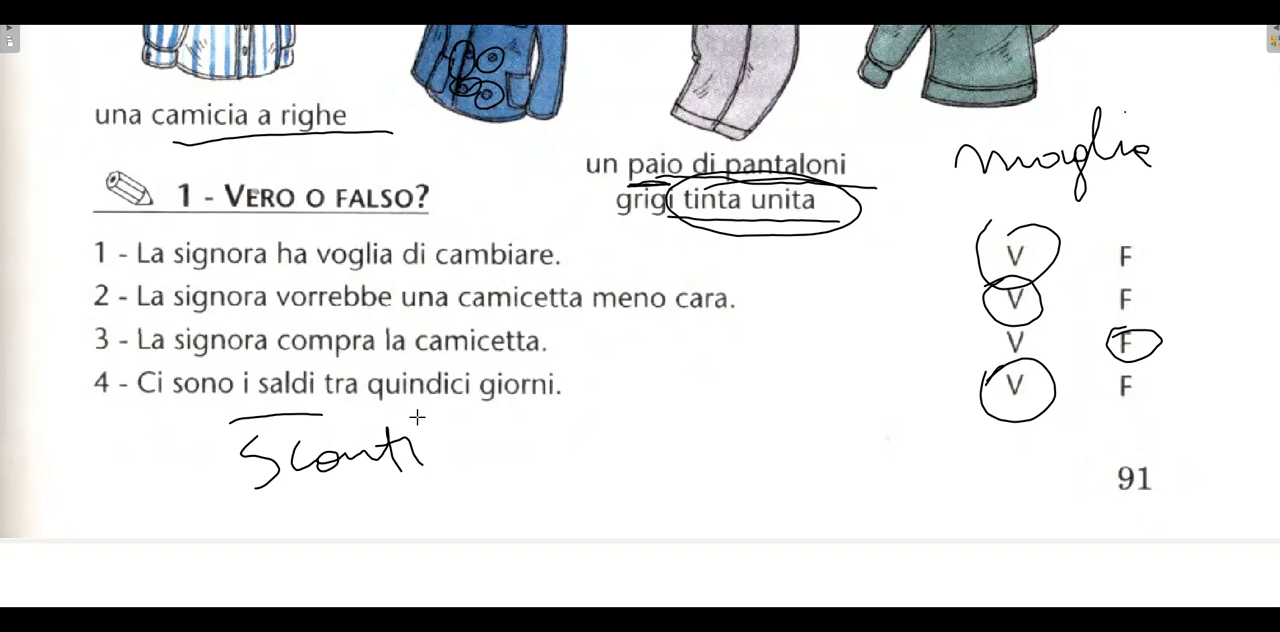 una camicia a righe
un paio di pantaloni
grigi tinta unita
maglie
1 - VERO O FALSO?
1 - La signora ha voglia di cambiare. V F
2 - La signora vorrebbe una camicetta meno cara. V F
3 - La signora compra la camicetta. V F
4 - Ci sono i saldi tra quindici giorni. V F
Sconti
91